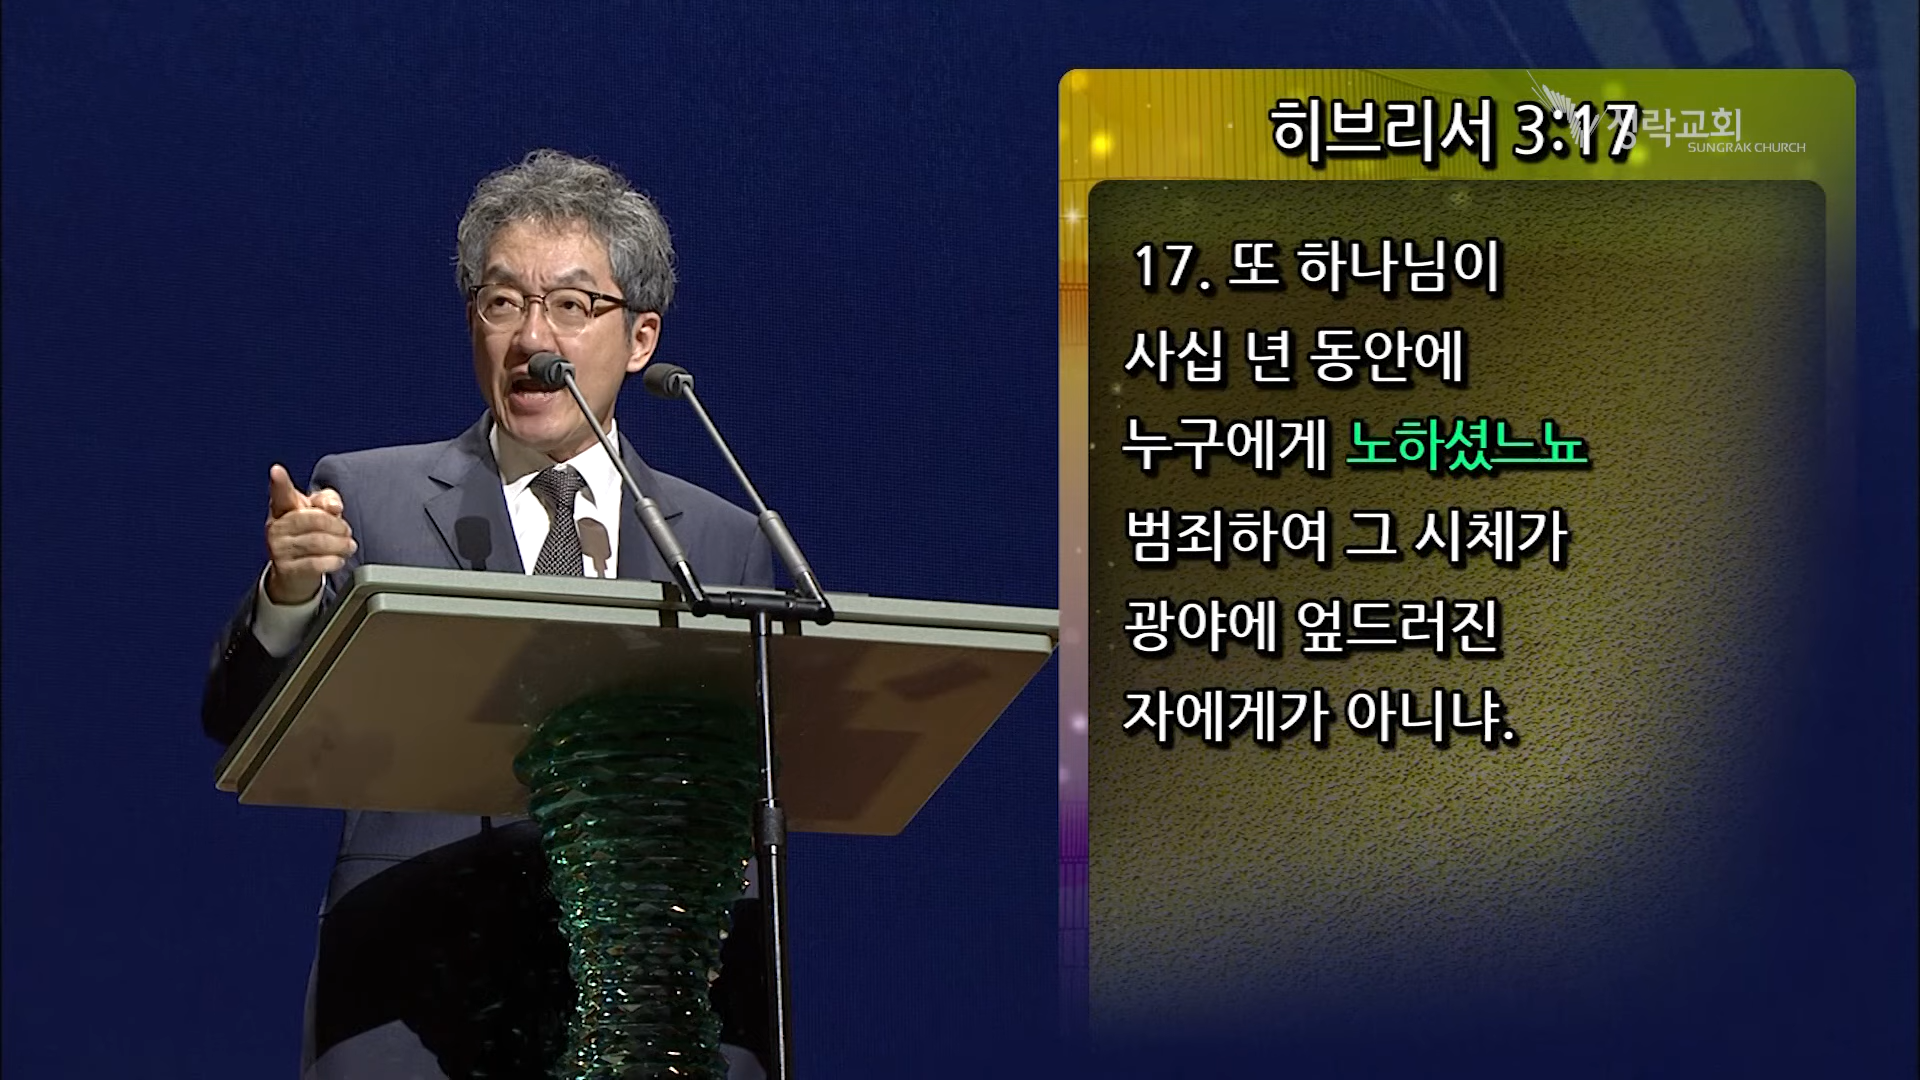 히브리서 3:17
성락교회
SUNGRAK CHURCH
17. 또 하나님이
사십 년 동안에
누구에게 노하셨느뇨
범죄하여 그 시체가
광야에 엎드러진
자에게가 아니냐.